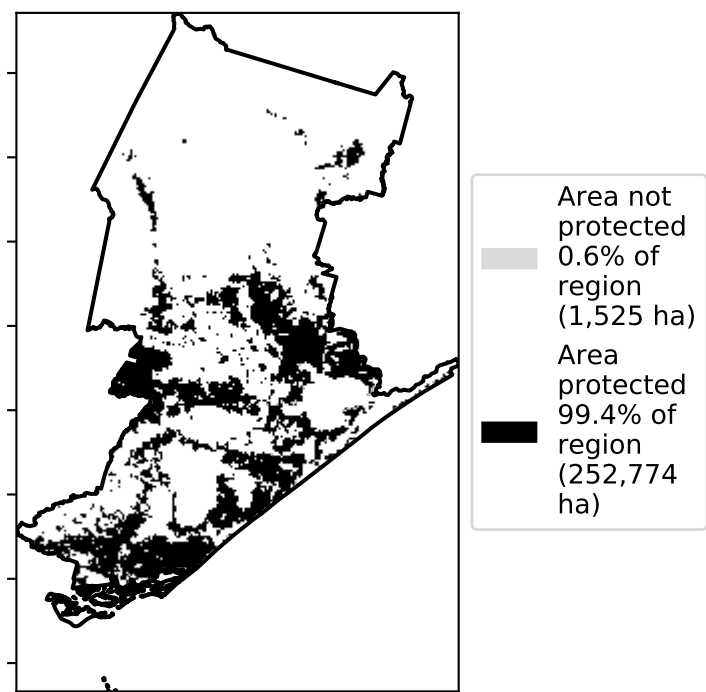 Area not
protected
0.6% of
region
(1,525 ha)
Area
protected
99.4% of
region
(252,774
ha)